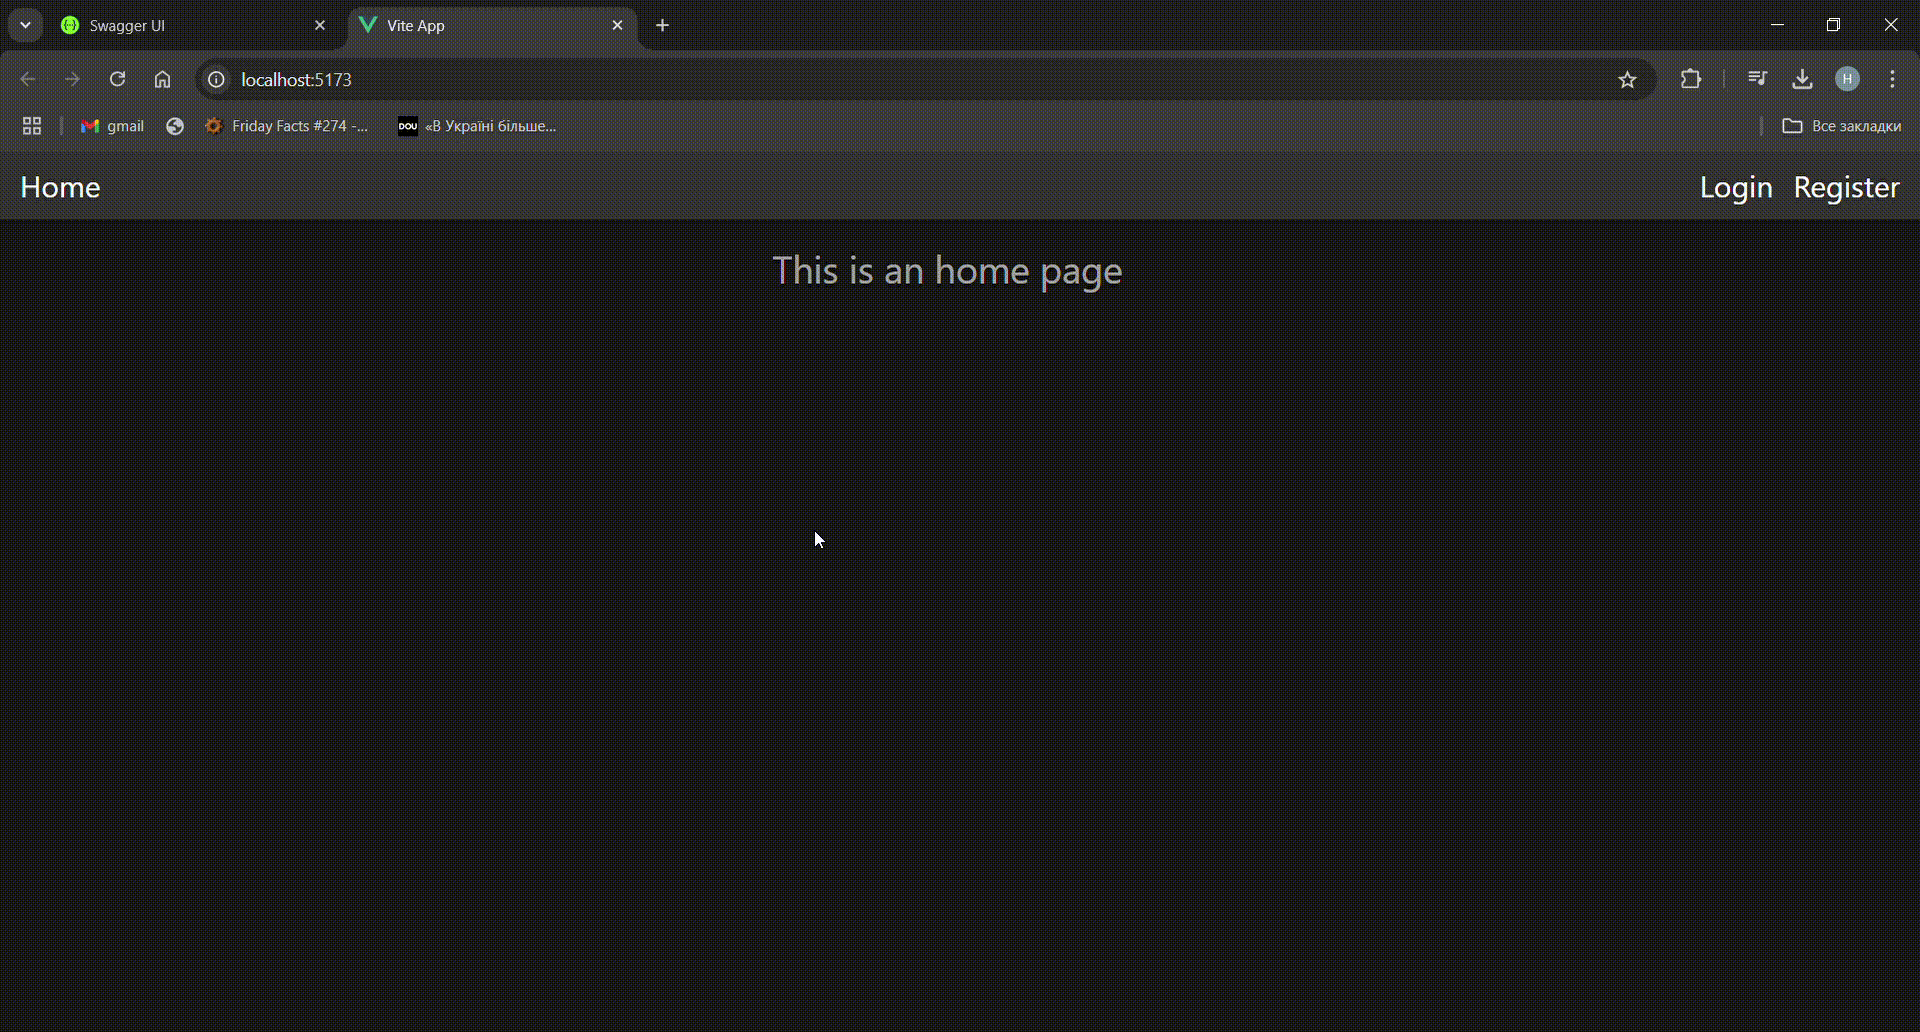 Swagger UI
Vite App
localhost:5173
H
gmail
Friday Facts #274 -...
DOU
«В Україні більше...
Все закладки
Home
Login Register
This is an home page